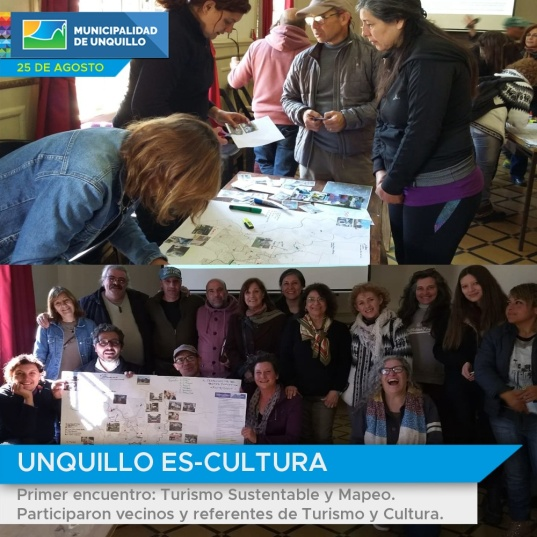 MUNICIPALIDAD
DE UNQUILLO
25 DE AGOSTO
UNQUILLO ES-CULTURA
Primer encuentro: Turismo Sustentable y Mapeo.
Participaron vecinos y referentes de Turismo y Cultura.